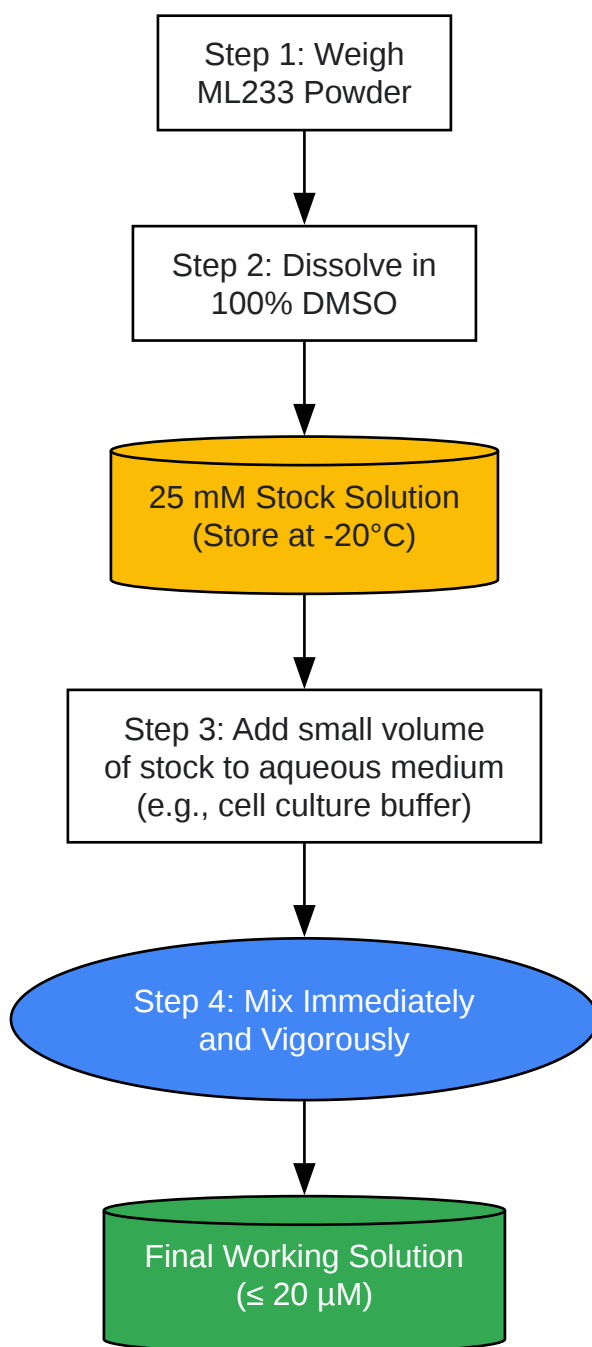 Step 1: Weigh
ML233 Powder
Step 2: Dissolve in
100% DMSO
25 mM Stock Solution
(Store at -20°C)
Step 3: Add small volume
of stock to aqueous medium
(e.g., cell culture buffer)
Step 4: Mix Immediately
and Vigorously
Final Working Solution
(≤ 20 µM)